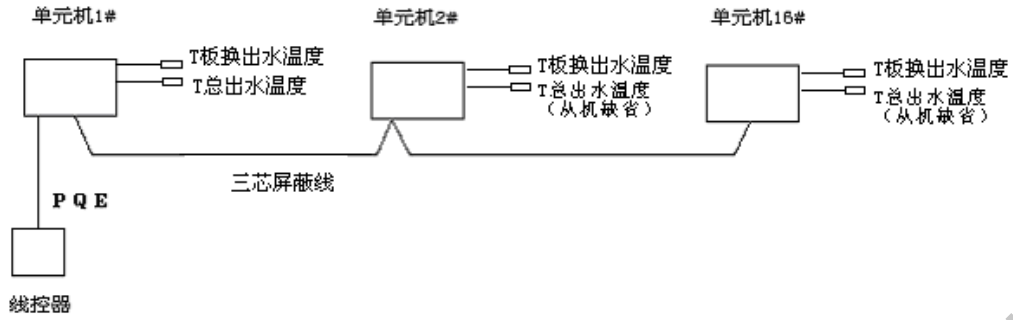 单元机1#
单元机2#
单元机16#
T板换出水温度
T总出水温度
T板换出水温度
T总出水温度
（从机缺省）
T板换出水温度
T总出水温度
（从机缺省）
三芯屏蔽线
P Q E
线控器